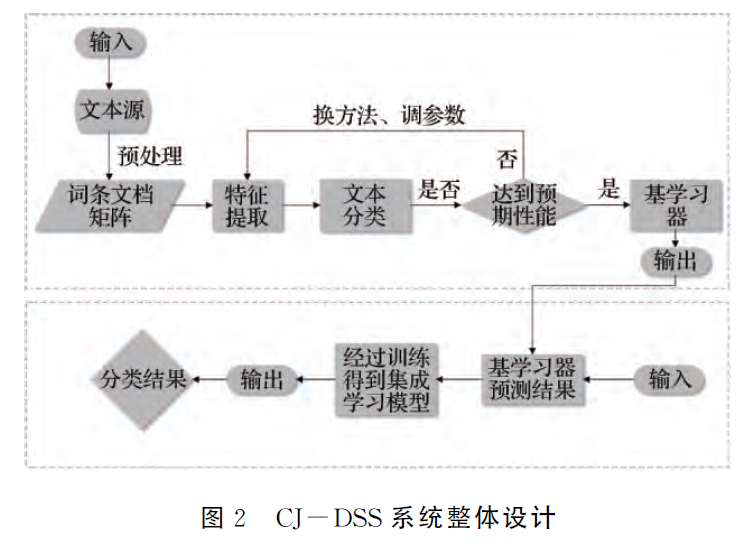 输入
文本源
预处理
换方法、调参数
否
词条文档
矩阵
特征
提取
文本
分类
是否
达到预
期性能
是
基学习
器
输出
分类结果
输出
经过训练
得到集成
学习模型
基学习器
预测结果
输入
图 2 CJ－DSS 系统整体设计